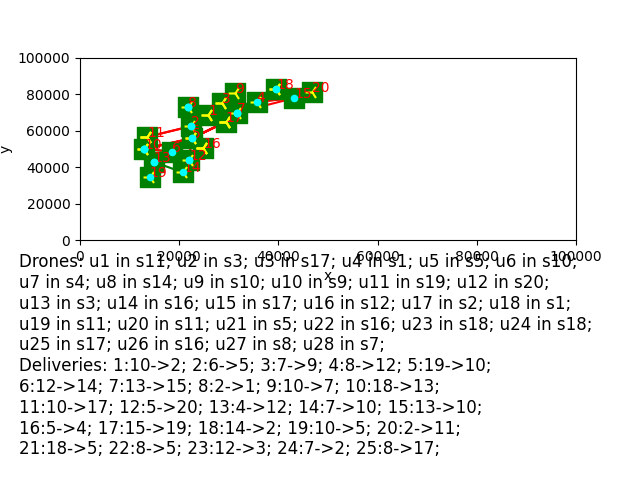 100000
80000
60000
40000
20000
0
y
0 20000 40000 60000 80000 100000
x
Drones: u1 in s11; u2 in s3; u3 in s17; u4 in s1; u5 in s5; u6 in s10;
u7 in s4; u8 in s14; u9 in s10; u10 in s9; u11 in s19; u12 in s20;
u13 in s3; u14 in s16; u15 in s17; u16 in s12; u17 in s2; u18 in s1;
u19 in s11; u20 in s11; u21 in s5; u22 in s16; u23 in s18; u24 in s18;
u25 in s17; u26 in s16; u27 in s8; u28 in s7;
Deliveries: 1:10->2; 2:6->5; 3:7->9; 4:8->12; 5:19->10;
6:12->14; 7:13->15; 8:2->1; 9:10->7; 10:18->13;
11:10->17; 12:5->20; 13:4->12; 14:7->10; 15:13->10;
16:5->4; 17:15->19; 18:14->2; 19:10->5; 20:2->11;
21:18->5; 22:8->5; 23:12->3; 24:7->2; 25:8->17;